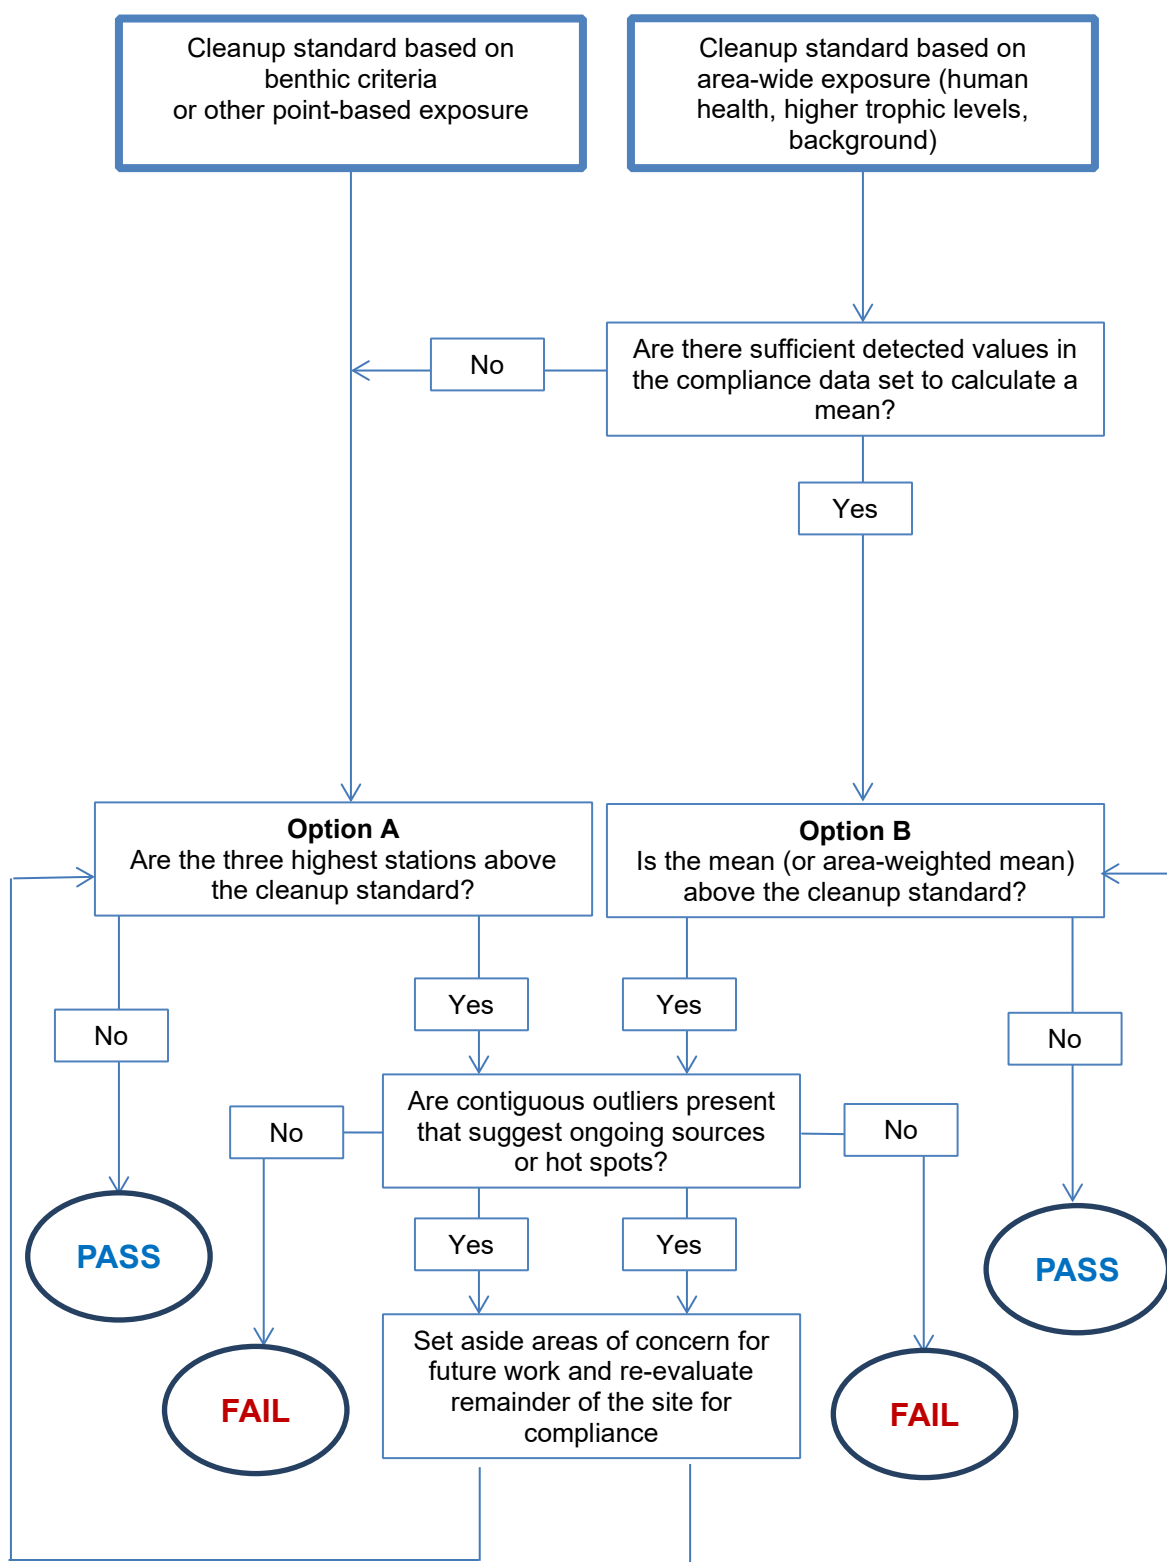 Cleanup standard based on
benthic criteria
or other point-based exposure
Cleanup standard based on
area-wide exposure (human
health, higher trophic levels,
background)
No
Are there sufficient detected values in
the compliance data set to calculate a
mean?
Yes
Option A
Are the three highest stations above
the cleanup standard?
Option B
Is the mean (or area-weighted mean)
above the cleanup standard?
No
Yes
Yes
No
No
Are contiguous outliers present
that suggest ongoing sources
or hot spots?
No
Yes
Yes
PASS
PASS
Set aside areas of concern for
future work and re-evaluate
remainder of the site for
compliance
FAIL
FAIL